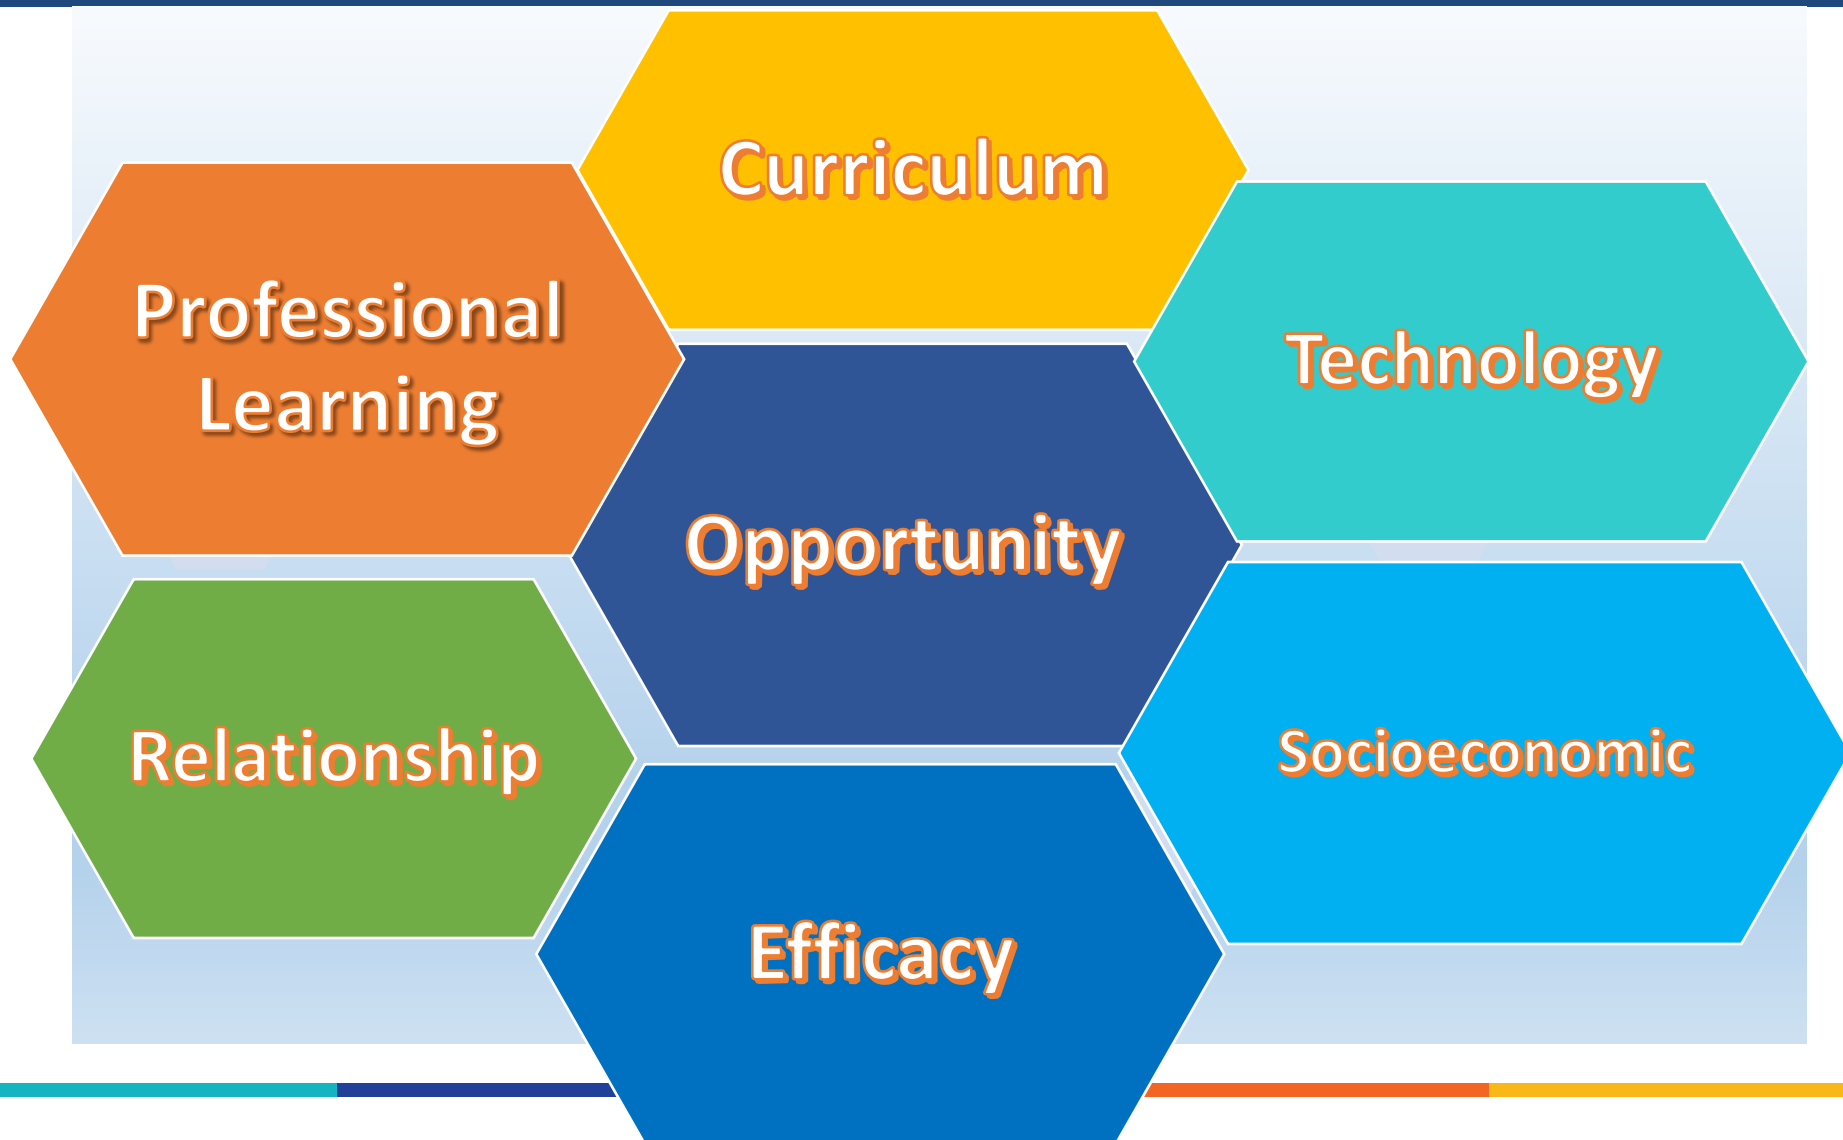 Curriculum
Professional
Learning
Technology
Opportunity
Relationship
Socioeconomic
Efficacy